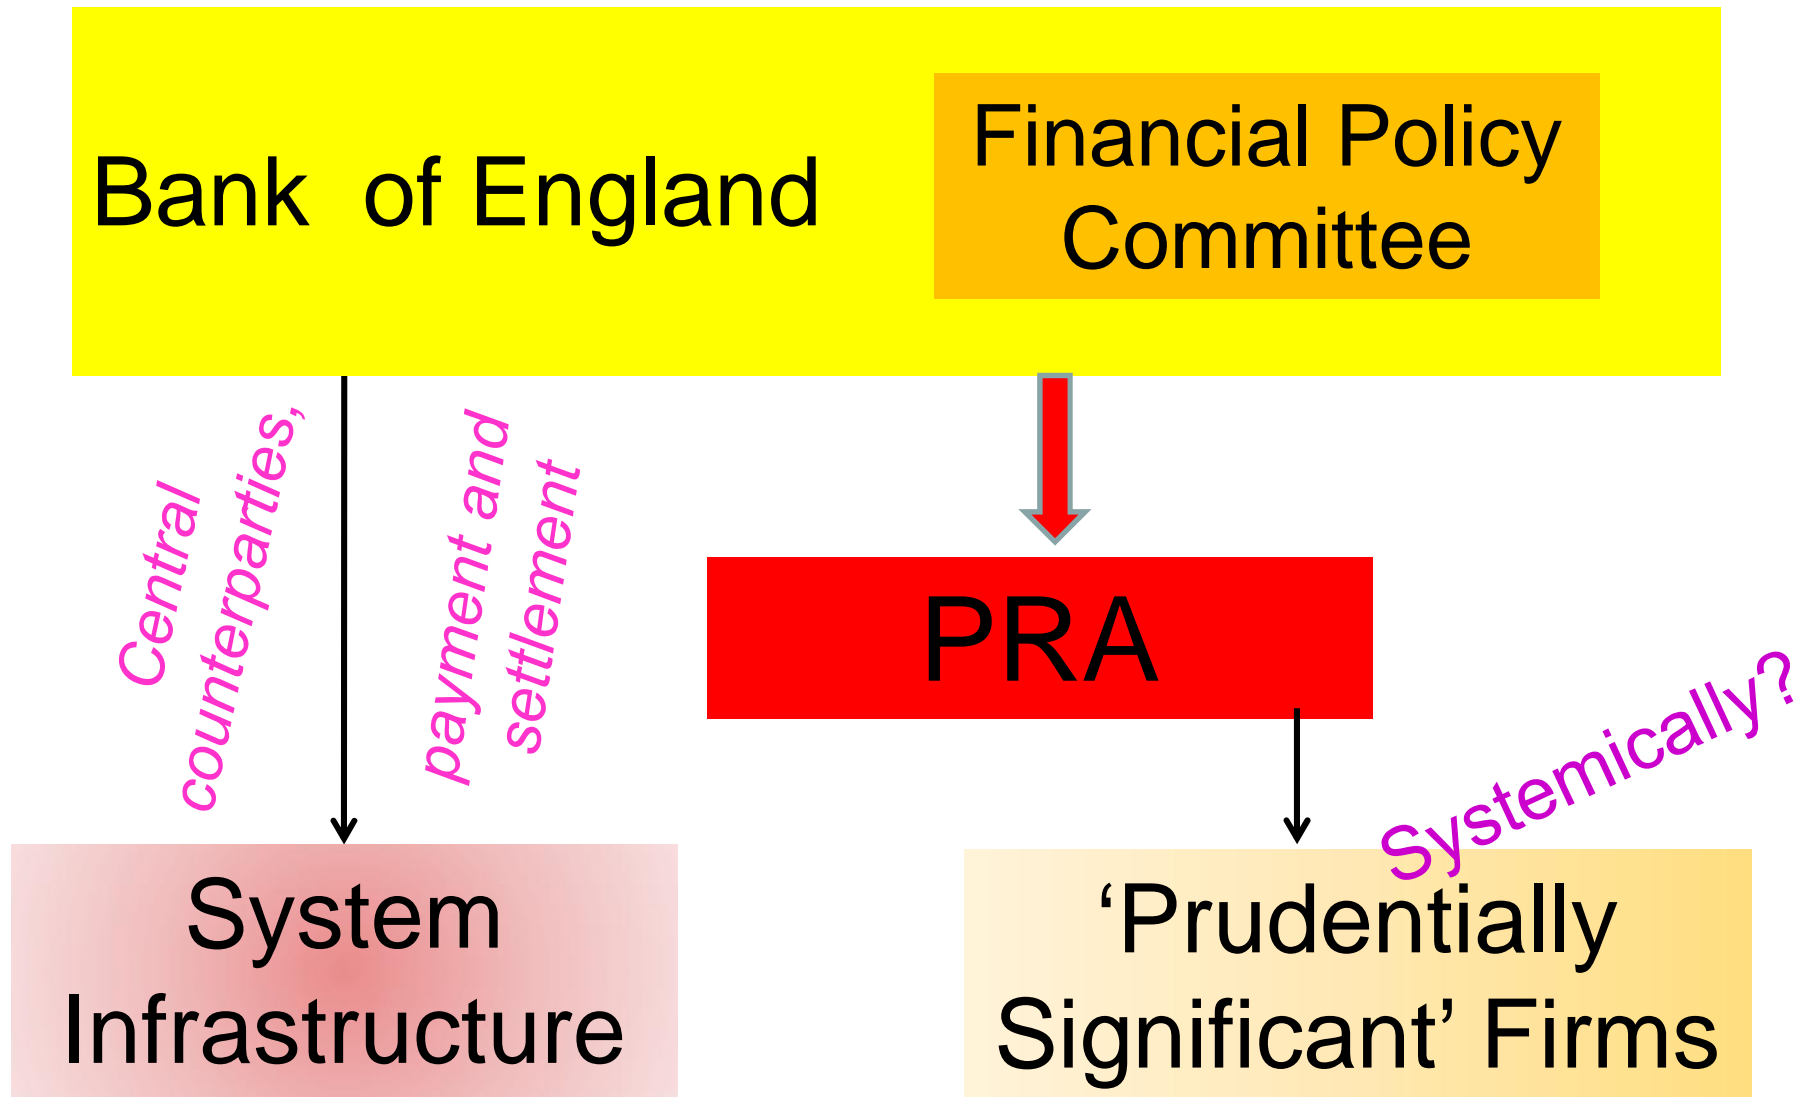 Bank  of England
Financial Policy
Committee
Central
counterparties,
payment and
settlement
PRA
Systemically?
System
Infrastructure
‘Prudentially
Significant’ Firms